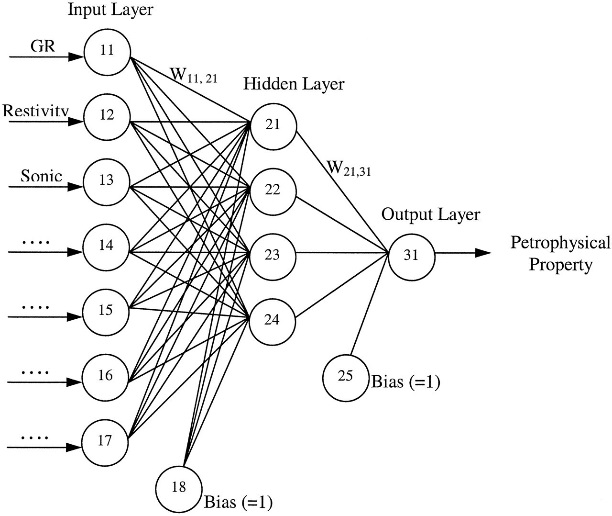 Input Layer
GR
11
W11, 21
Hidden Layer
Restivity
12
21
W21,31
Sonic
13
22
Output Layer
....
14
23
31
Petrophysical
Property
....
15
24
....
16
25
Bias (=1)
....
17
18
Bias (=1)